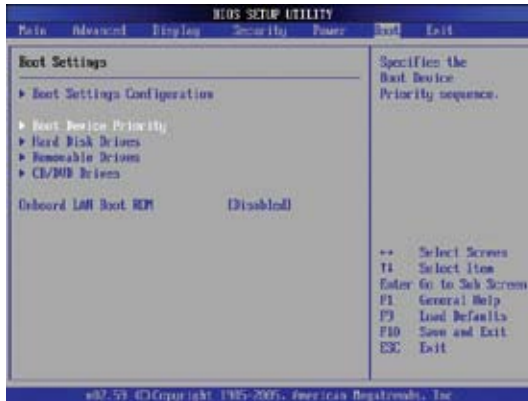 BIOS SETUP UTILITY
Main Advanced Display Security Power Boot Exit
Boot Settings
Boot Settings Configuration
Boot Device Priority
Hard Disk Drives
Removable Drives
CD/DVD Drives
Onboard LAN Boot ROM [Disabled]
Specifies the
Boot Device
Priority sequence.
↔ Select Screen
↑↓ Select Item
Enter Go to Sub Screen
F1 General Help
F9 Load Defaults
F10 Save and Exit
ESC Exit
v02.59 (C)Copyright 1985-2005, American Megatrends, Inc